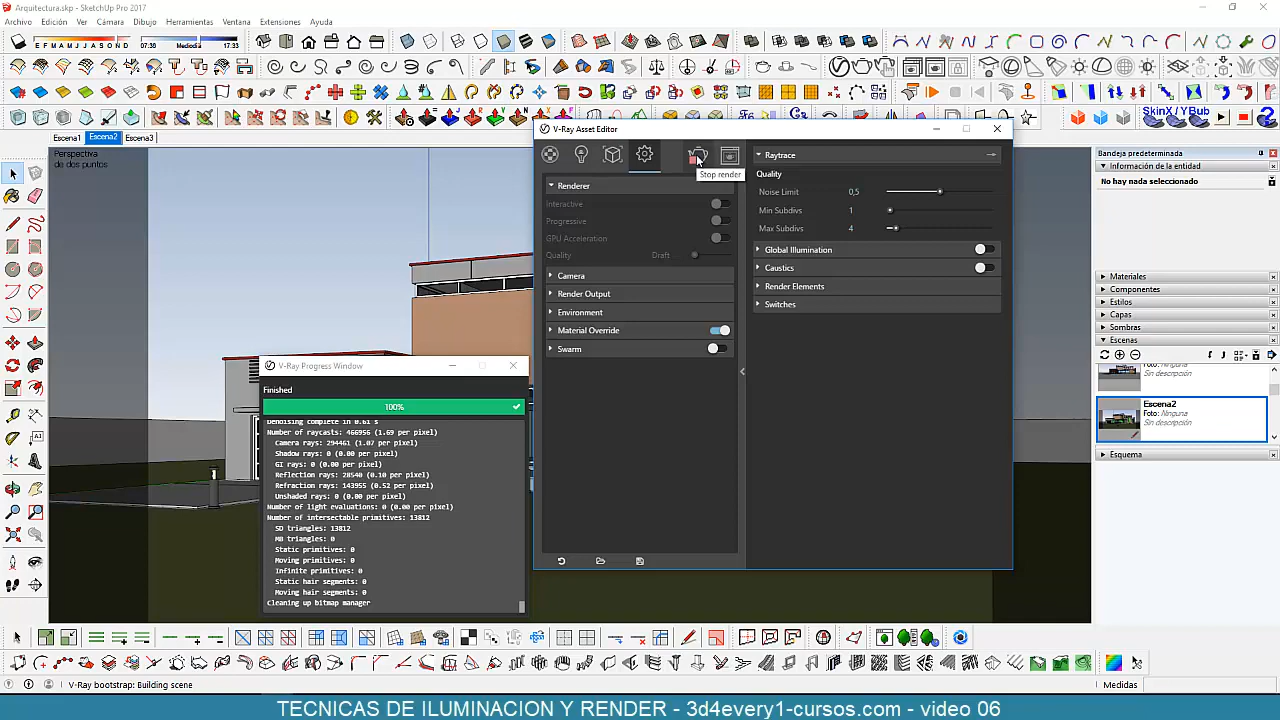 Arquitectura.skp - SketchUp Pro 2017
Archivo Edición Ver Cámara Dibujo Herramientas Ventana Extensiones Ayuda
E F M A M J J A S O N D 07:38 Mediodía 17:33
SkinX / YBub
Escena1 Escena2 Escena3
Perspectiva
de dos puntos
V-Ray Asset Editor
Stop render
Renderer
Interactive
Progressive
GPU Acceleration
Quality Draft
Camera
Render Output
Environment
Material Override
Swarm
Raytrace
Quality
Noise Limit 0,5
Min Subdivs 1
Max Subdivs 4
Global Illumination
Caustics
Render Elements
Switches
V-Ray Progress Window
Finished
100%
Denoising complete in 0.61 s
Number of raycasts: 466956 (1.69 per pixel)
Camera rays: 294461 (1.07 per pixel)
Shadow rays: 0 (0.00 per pixel)
GI rays: 0 (0.00 per pixel)
Reflection rays: 28540 (0.10 per pixel)
Refraction rays: 143955 (0.52 per pixel)
Unshaded rays: 0 (0.00 per pixel)
Number of light evaluations: 0 (0.00 per pixel)
Number of intersectable primitives: 13812
SD triangles: 13812
MB triangles: 0
Static primitives: 0
Moving primitives: 0
Infinite primitives: 0
Static hair segments: 0
Moving hair segments: 0
Cleaning up bitmap manager
Bandeja predeterminada
Información de la entidad
No hay nada seleccionado
Materiales
Componentes
Estilos
Capas
Sombras
Escenas
Foto: Ninguna
Sin descripción
Escena2
Foto: Ninguna
Sin descripción
Esquema
V-Ray bootstrap: Building scene
Medidas
TECNICAS DE ILUMINACION Y RENDER - 3d4every1-cursos.com - video 06